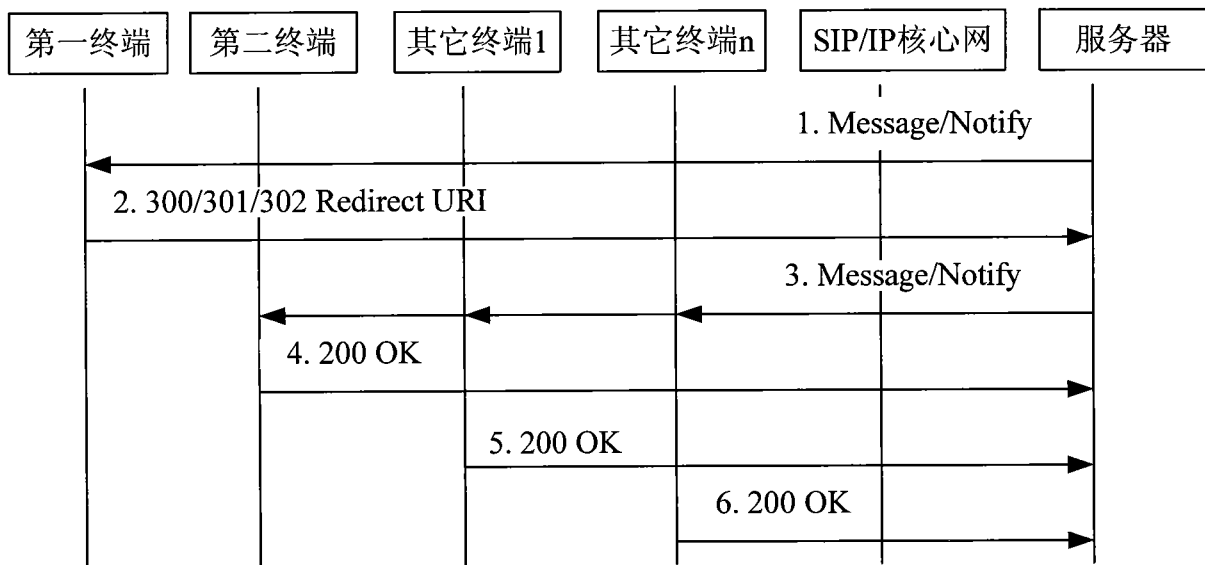 第一终端
第二终端
其它终端1
其它终端n
SIP/IP核心网
服务器
1. Message/Notify
2. 300/301/302 Redirect URI
3. Message/Notify
4. 200 OK
5. 200 OK
6. 200 OK